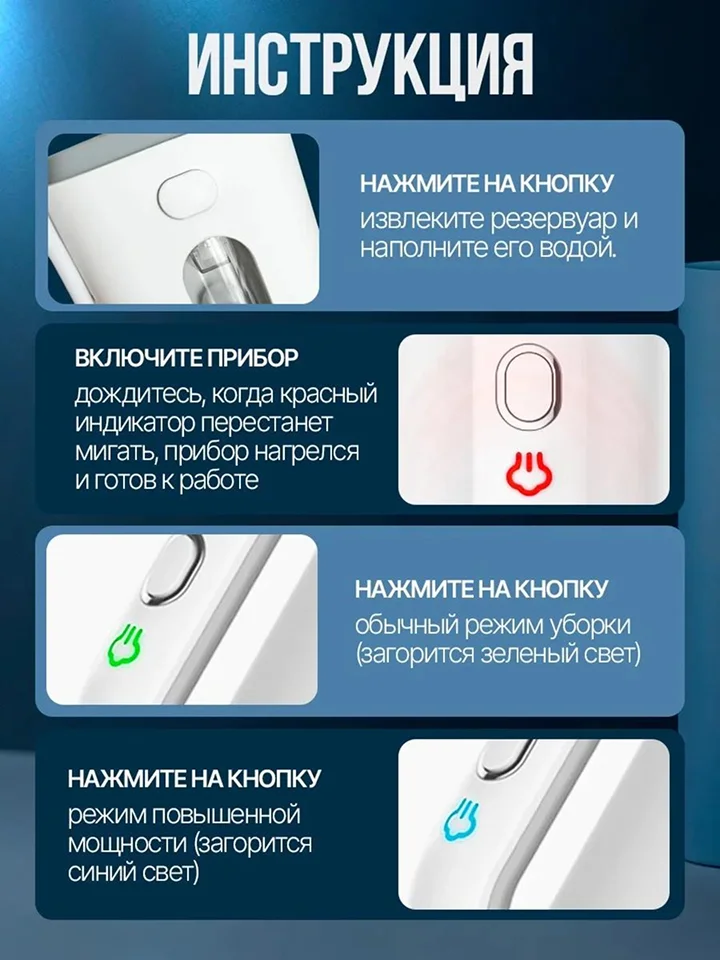 ИНСТРУКЦИЯ
НАЖМИТЕ НА КНОПКУ
извлеките резервуар и
наполните его водой.
ВКЛЮЧИТЕ ПРИБОР
дождитесь, когда красный
индикатор перестанет
мигать, прибор нагрелся
и готов к работе
НАЖМИТЕ НА КНОПКУ
обычный режим уборки
(загорится зеленый свет)
НАЖМИТЕ НА КНОПКУ
режим повышенной
мощности (загорится
синий свет)